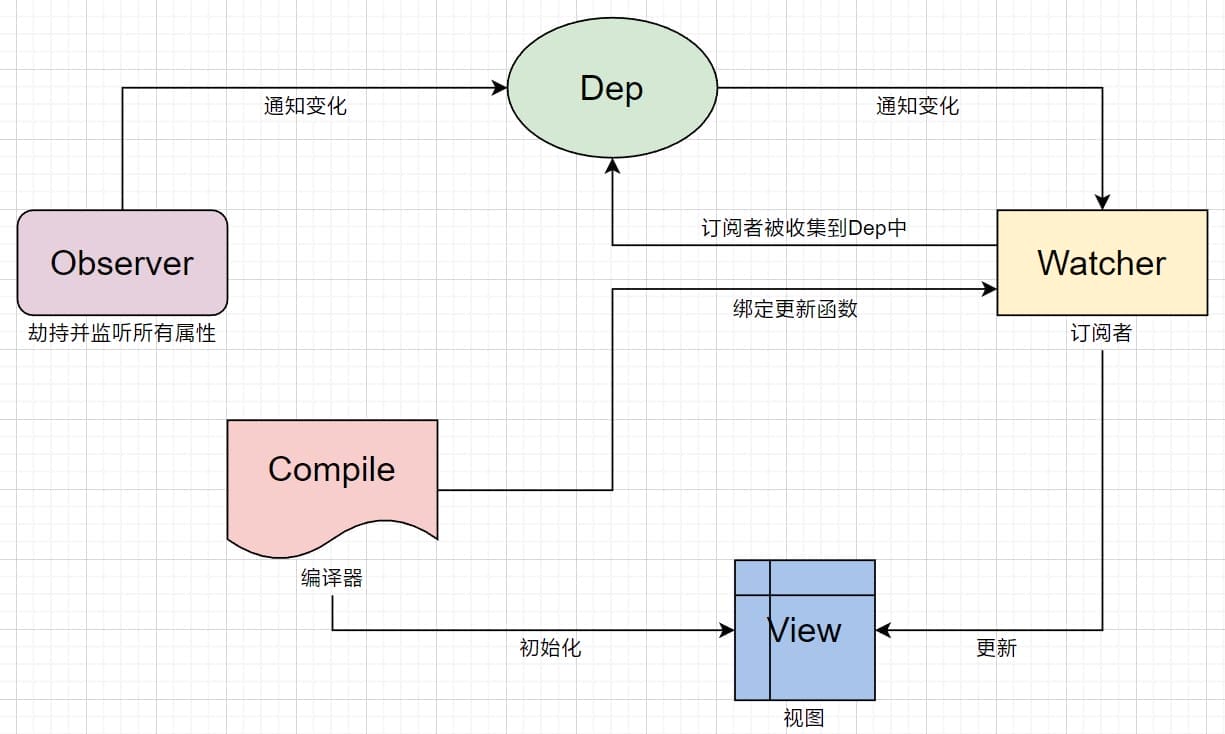 Dep
通知变化
通知变化
订阅者被收集到Dep中
Observer
Watcher
劫持并监听所有属性
绑定更新函数
订阅者
Compile
编译器
View
初始化
更新
视图